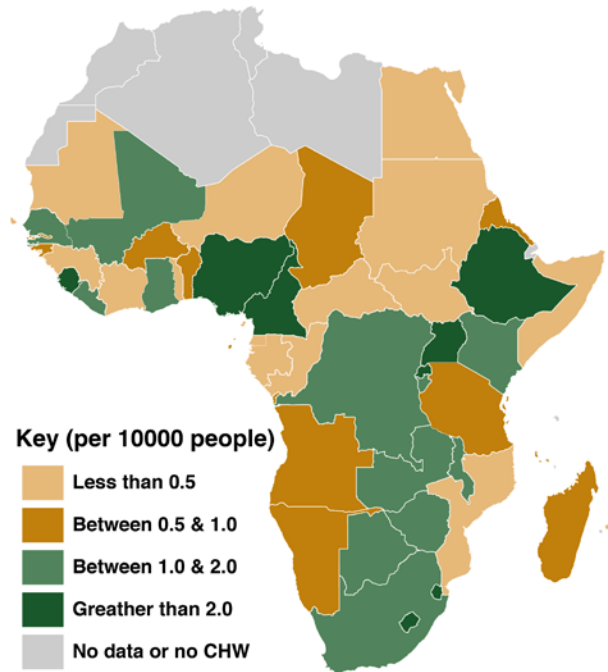 Key (per 10000 people)
Less than 0.5
Between 0.5 & 1.0
Between 1.0 & 2.0
Greather than 2.0
No data or no CHW